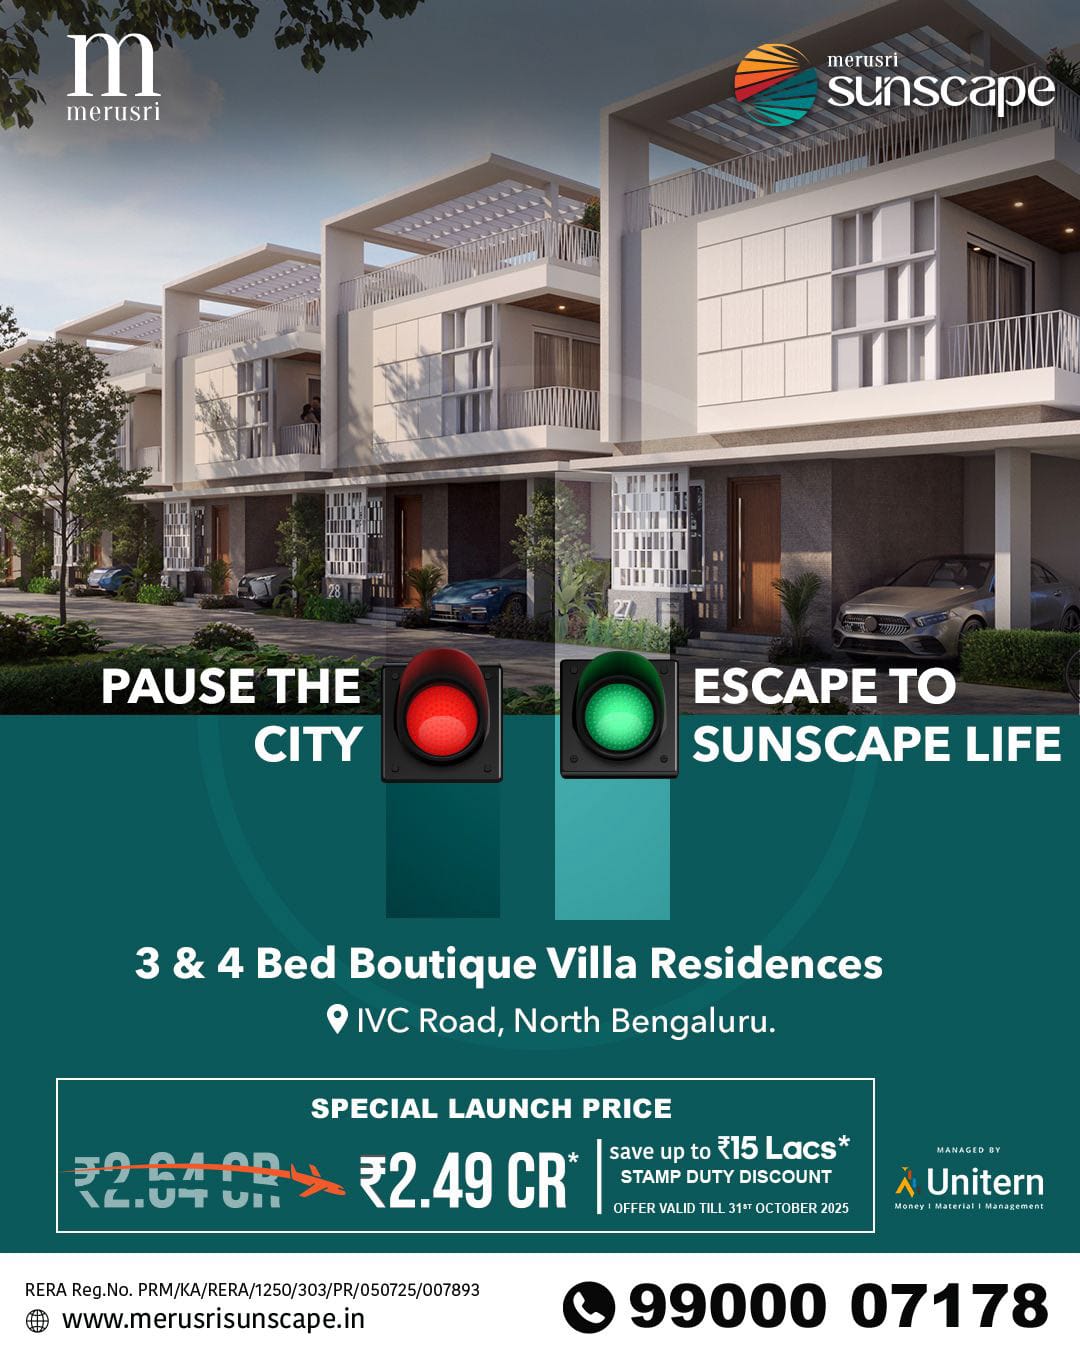 m
merusri
merusri
sunscape
28
27
PAUSE THE
CITY
ESCAPE TO
SUNSCAPE LIFE
3 & 4 Bed Boutique Villa Residences
IVC Road, North Bengaluru.
SPECIAL LAUNCH PRICE
₹2.64 CR
₹2.49 CR*
save up to ₹15 Lacs*
STAMP DUTY DISCOUNT
OFFER VALID TILL 31ST OCTOBER 2025
MANAGED BY
Unitern
Money I Material I Management
RERA Reg.No. PRM/KA/RERA/1250/303/PR/050725/007893
www.merusrisunscape.in
99000 07178